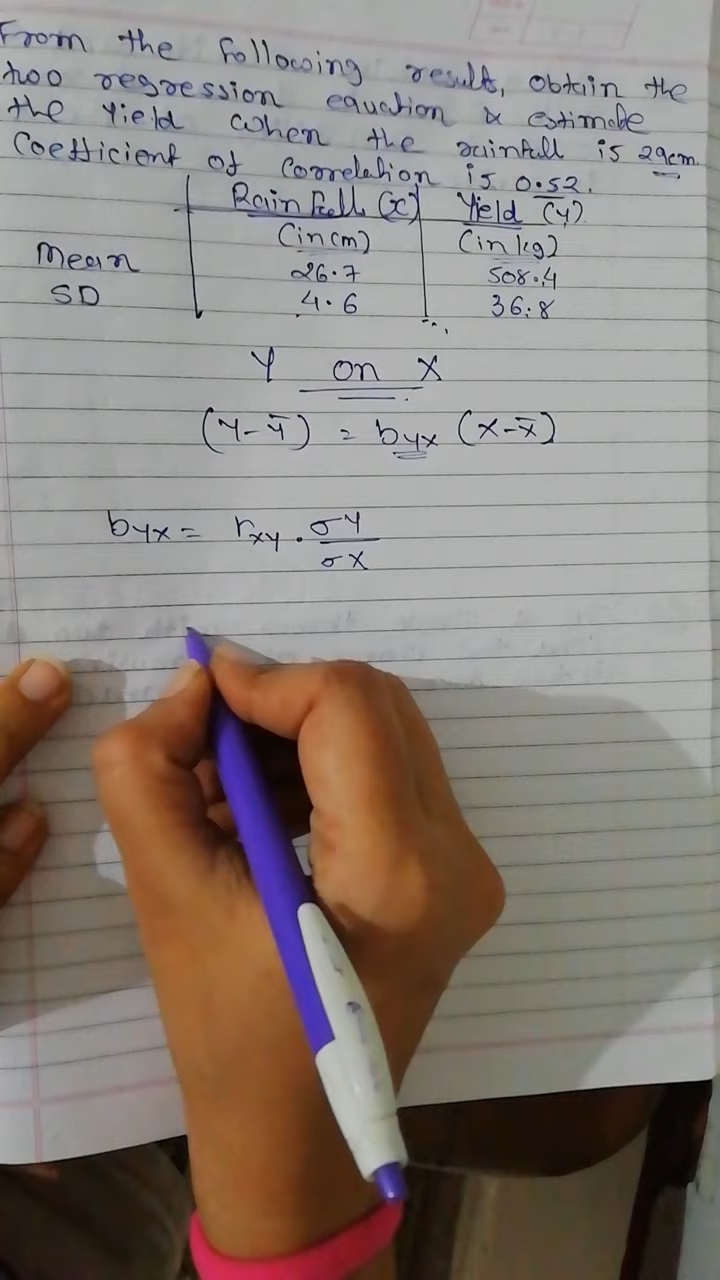 From the following result, obtain the
two regression equation & estimate
the yield when the rainfall is 29cm.
Coefficient of Correlation is 0.52.
Rain Fall (x) Yield (y)
(in cm) (in kg)
Mean 26.7 508.4
SD 4.6 36.8
Y on X
(Y-Ȳ) = byx (X-X̄)
byx = rxy . σY/σX